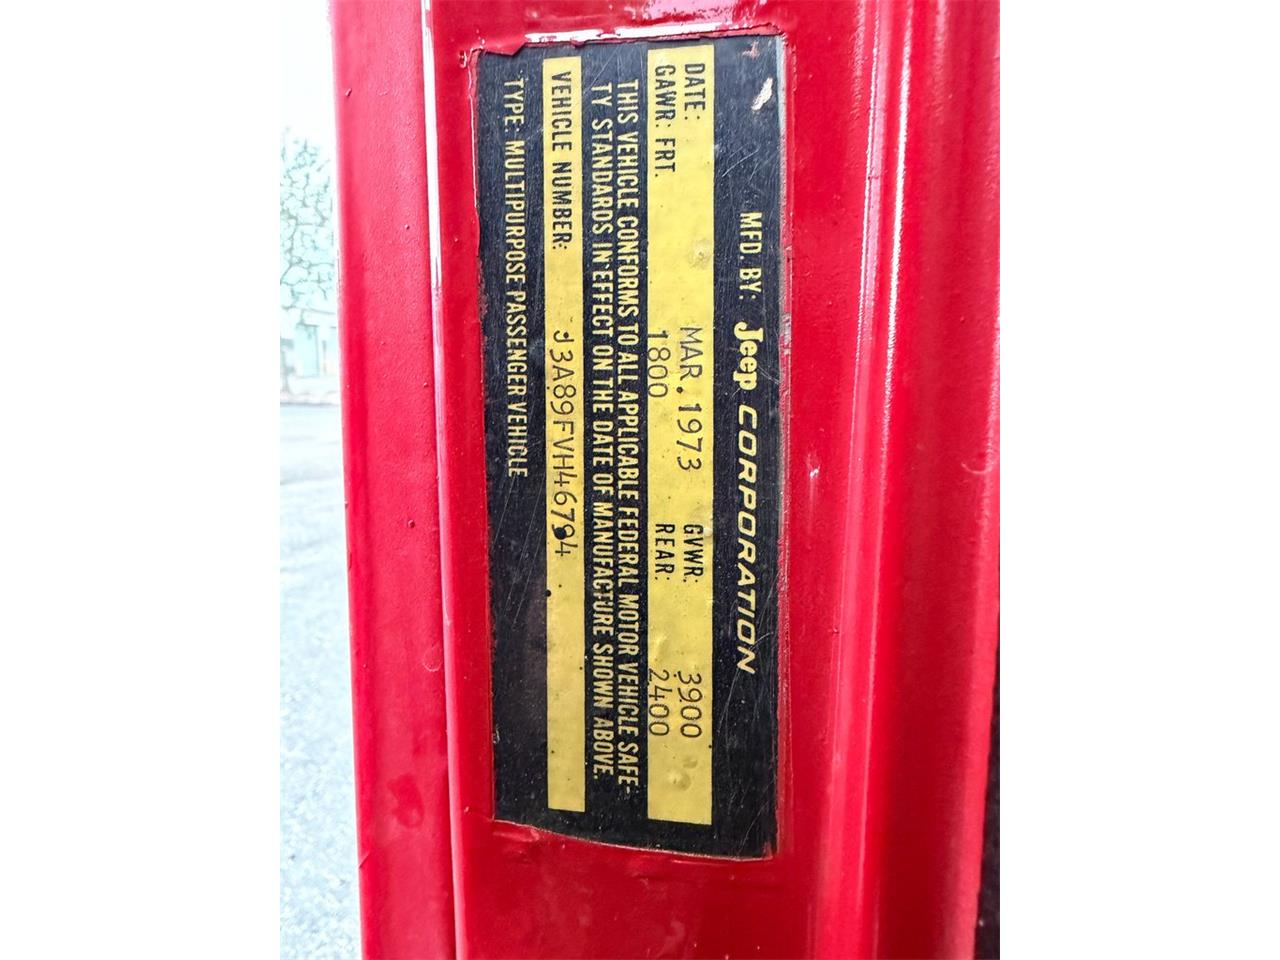 MFD. BY: Jeep CORPORATION
DATE: MAR.1973 GVWR: 3900
GAWR: FRT. 1800 REAR: 2400
THIS VEHICLE CONFORMS TO ALL APPLICABLE FEDERAL MOTOR VEHICLE SAFE-
TY STANDARDS IN EFFECT ON THE DATE OF MANUFACTURE SHOWN ABOVE.
VEHICLE NUMBER: J3A89FVH46794
TYPE: MULTIPURPOSE PASSENGER VEHICLE